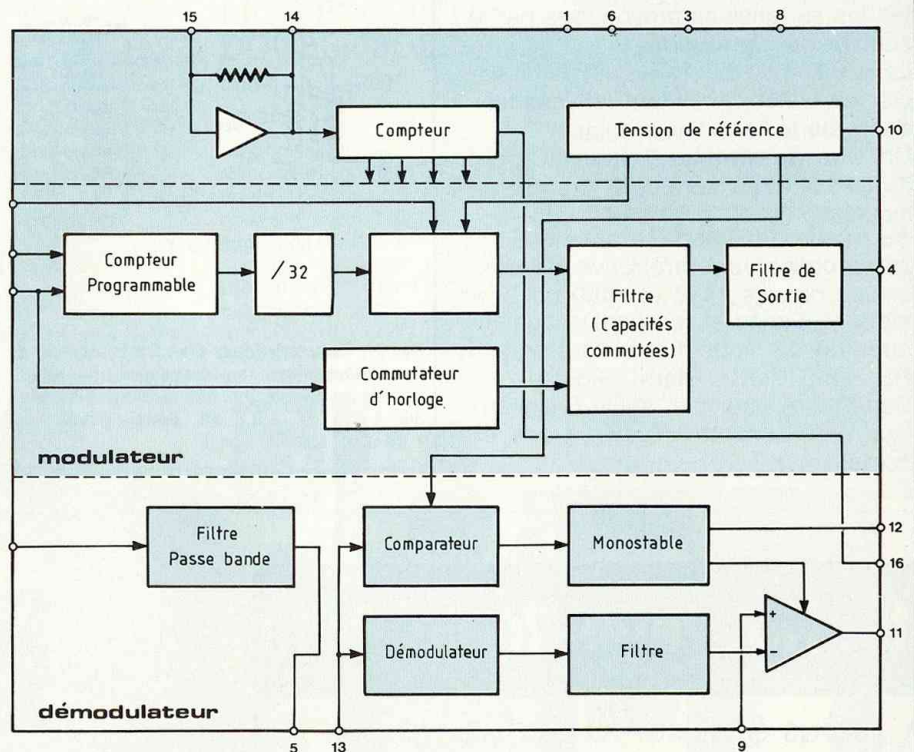 15 14 1 6 3 8
Compteur
Tension de référence
10
Compteur
Programmable
/32
Filtre
(Capacités
commutées)
Filtre de
Sortie
4
Commutateur
d'horloge
modulateur
Filtre
Passe bande
Comparateur
Monostable
12
16
Démodulateur
Filtre
+
-
11
démodulateur
5 13 9